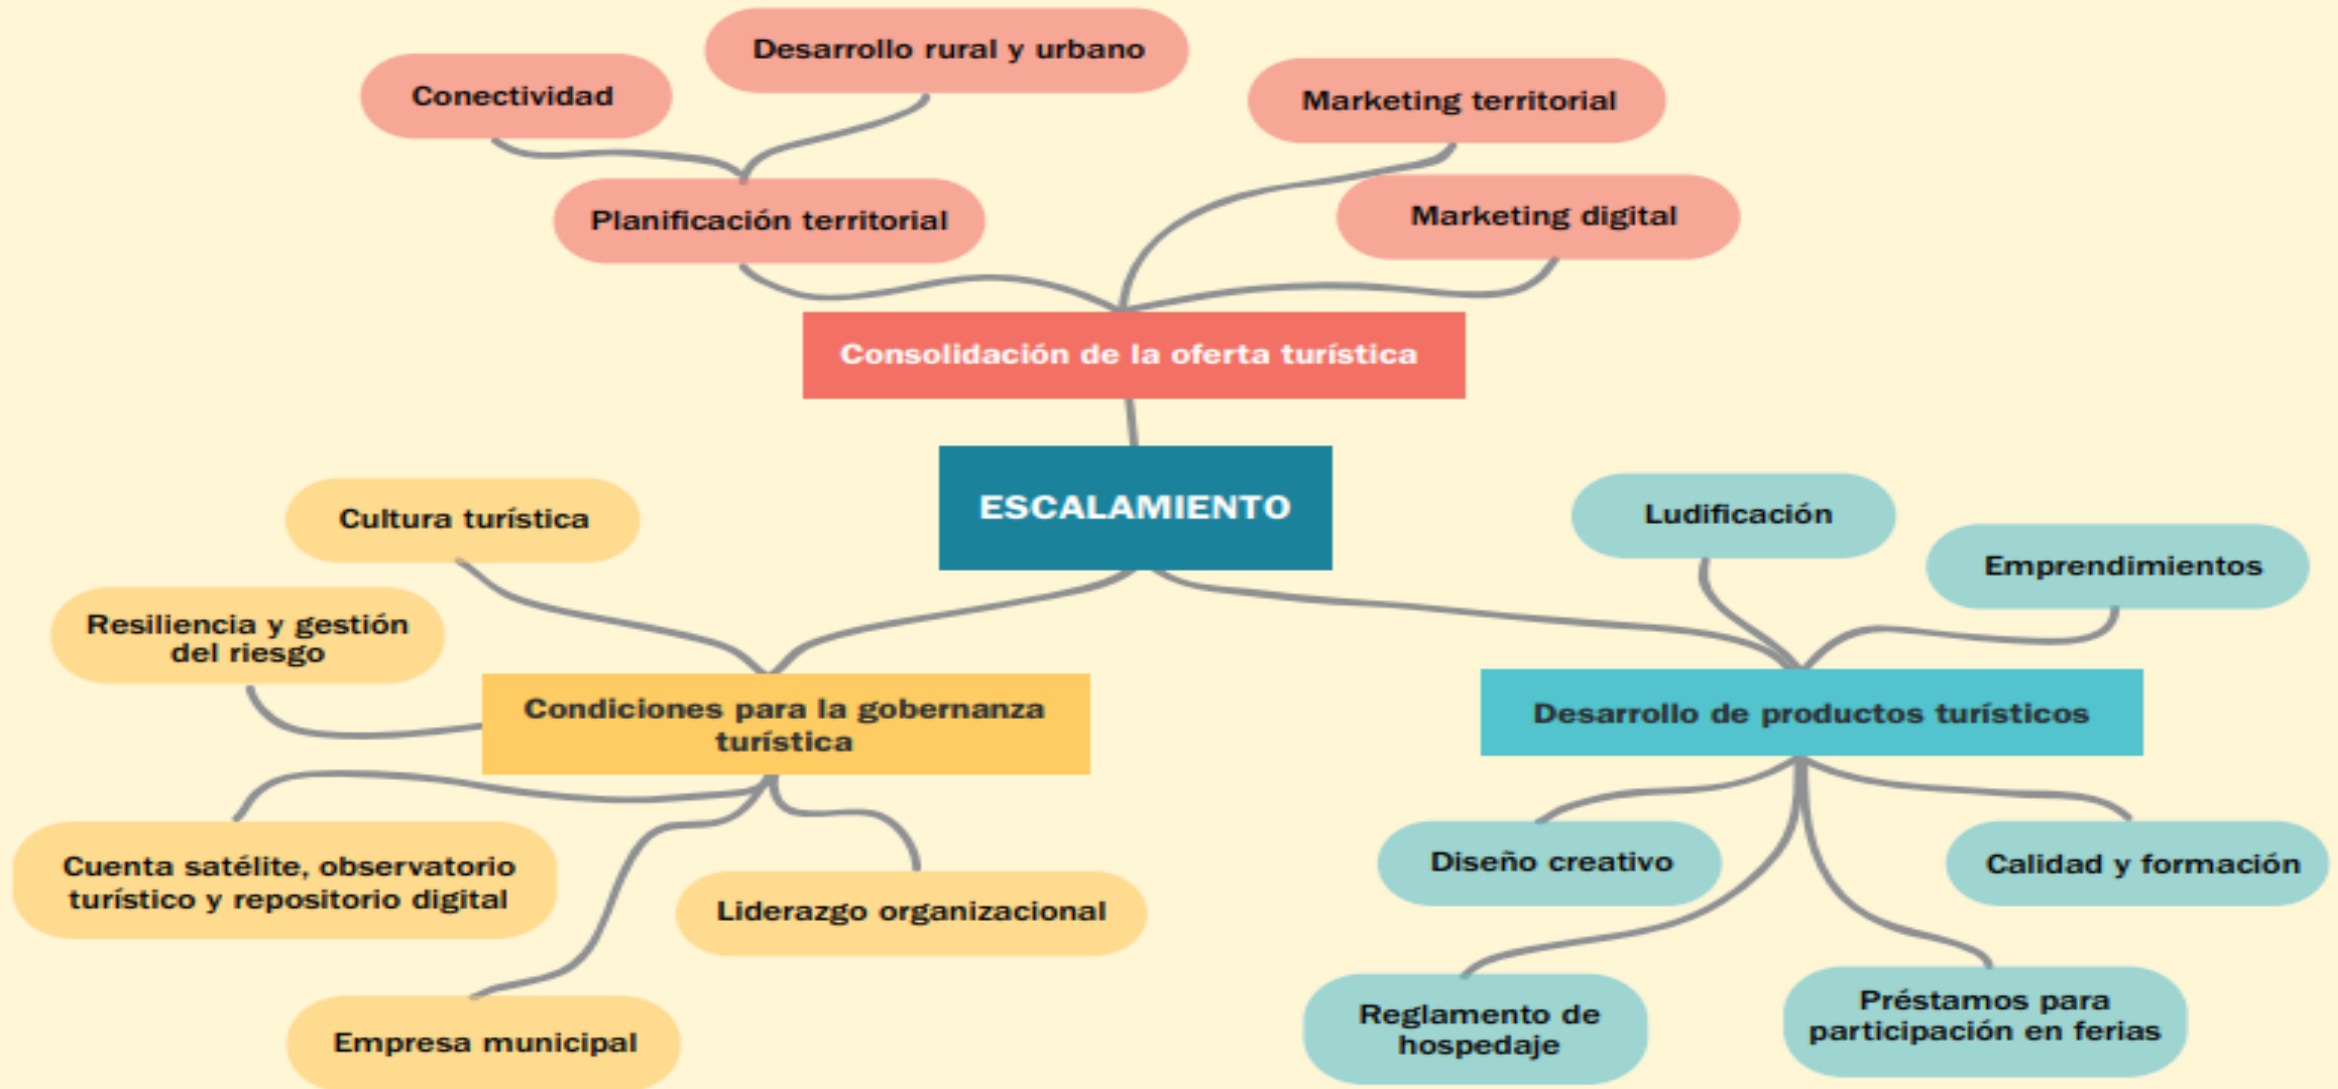 Desarrollo rural y urbano
Conectividad
Marketing territorial
Planificación territorial
Marketing digital
Consolidación de la oferta turística
ESCALAMIENTO
Cultura turística
Ludificación
Emprendimientos
Resiliencia y gestión
del riesgo
Condiciones para la gobernanza
turística
Desarrollo de productos turísticos
Cuenta satélite, observatorio
turístico y repositorio digital
Liderazgo organizacional
Diseño creativo
Calidad y formación
Empresa municipal
Reglamento de
hospedaje
Préstamos para
participación en ferias